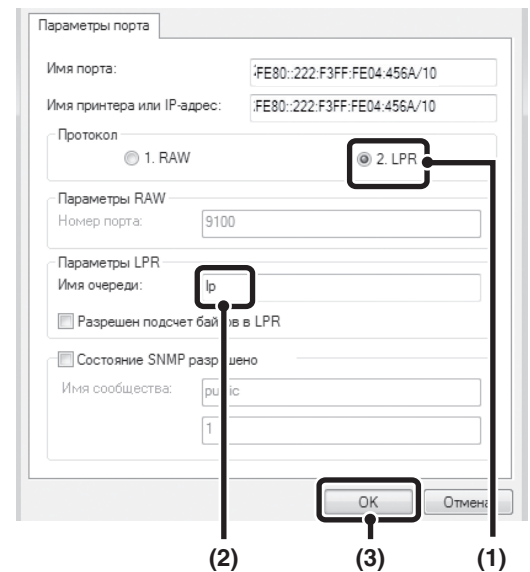 Параметры порта
Имя порта: FE80::222:F3FF:FE04:456A/10
Имя принтера или IP-адрес: :FE80::222:F3FF:FE04:456A/10
Протокол
1. RAW 2. LPR
Параметры RAW
Номер порта: 9100
Параметры LPR
Имя очереди: lp
Разрешен подсчет байтов в LPR
Состояние SNMP разрешено
Имя сообщества: public
1
OK Отмена
(2) (3) (1)